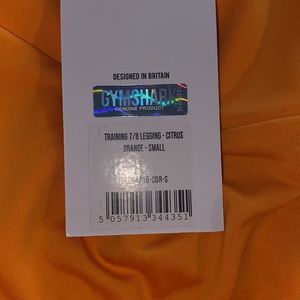 DESIGNED IN BRITAIN
GYMSHARK
GENUINE PRODUCT
TRAINING 7/8 LEGGING - CITRUS
ORANGE - SMALL
5 057913 344351